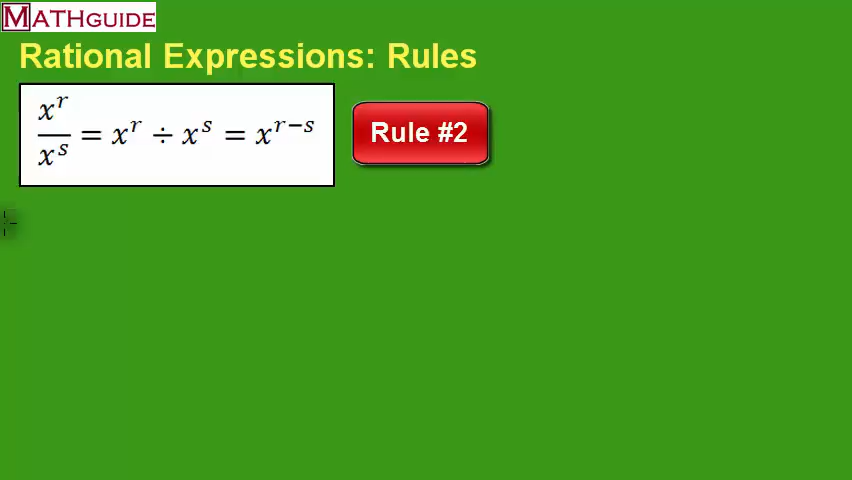 MATHGUIDE
Rational Expressions: Rules
x^r/x^s = x^r ÷ x^s = x^{r−s}
Rule #2